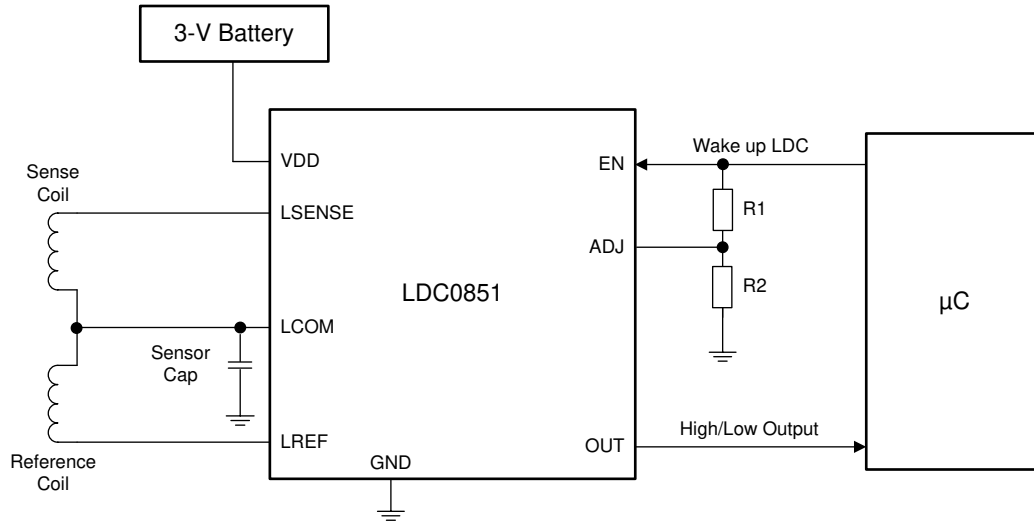 3-V Battery
VDD
EN
Wake up LDC
Sense
Coil
LSENSE
R1
ADJ
R2
LDC0851
µC
LCOM
Sensor
Cap
LREF
OUT
High/Low Output
GND
Reference
Coil